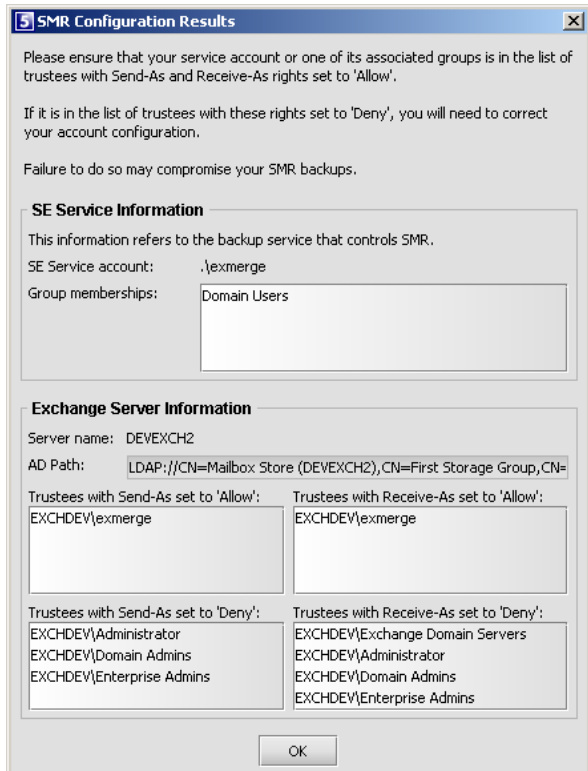 5 SMR Configuration Results
Please ensure that your service account or one of its associated groups is in the list of
trustees with Send-As and Receive-As rights set to 'Allow'.
If it is in the list of trustees with these rights set to 'Deny', you will need to correct
your account configuration.
Failure to do so may compromise your SMR backups.
SE Service Information
This information refers to the backup service that controls SMR.
SE Service account: .\exmerge
Group memberships: Domain Users
Exchange Server Information
Server name: DEVEXCH2
AD Path: LDAP://CN=Mailbox Store (DEVEXCH2),CN=First Storage Group,CN=
Trustees with Send-As set to 'Allow':
EXCHDEV\exmerge
Trustees with Receive-As set to 'Allow':
EXCHDEV\exmerge
Trustees with Send-As set to 'Deny':
EXCHDEV\Administrator
EXCHDEV\Domain Admins
EXCHDEV\Enterprise Admins
Trustees with Receive-As set to 'Deny':
EXCHDEV\Exchange Domain Servers
EXCHDEV\Administrator
EXCHDEV\Domain Admins
EXCHDEV\Enterprise Admins
OK